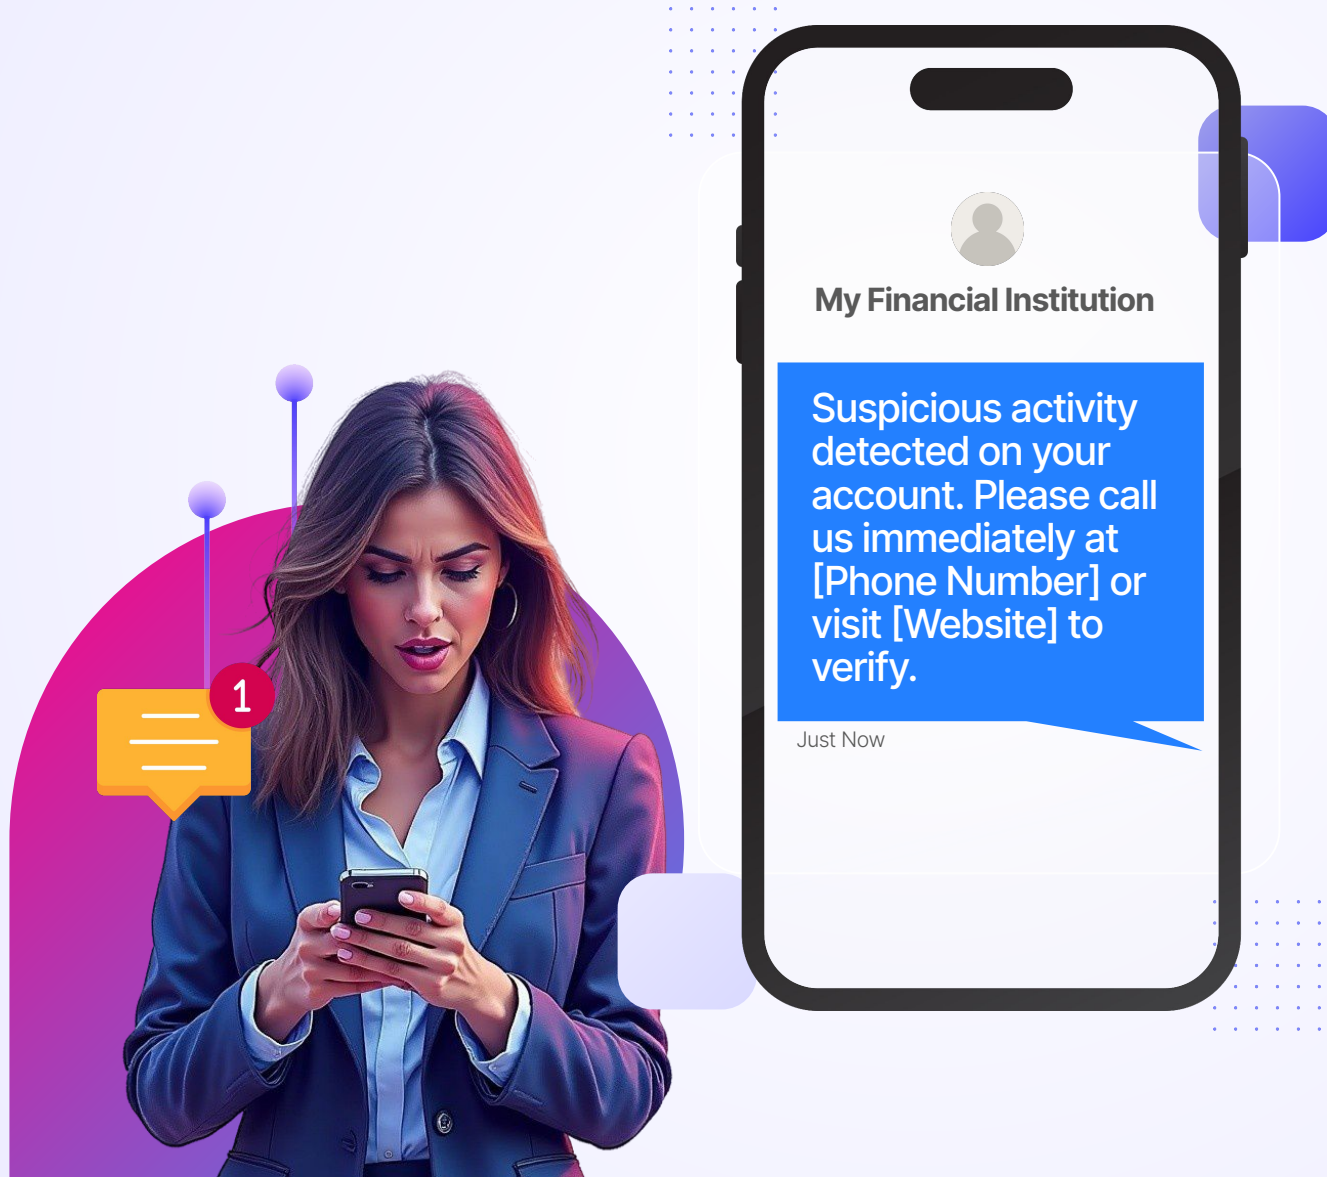 My Financial Institution
Suspicious activity
detected on your
account. Please call
us immediately at
[Phone Number] or
visit [Website] to
verify.
Just Now
1